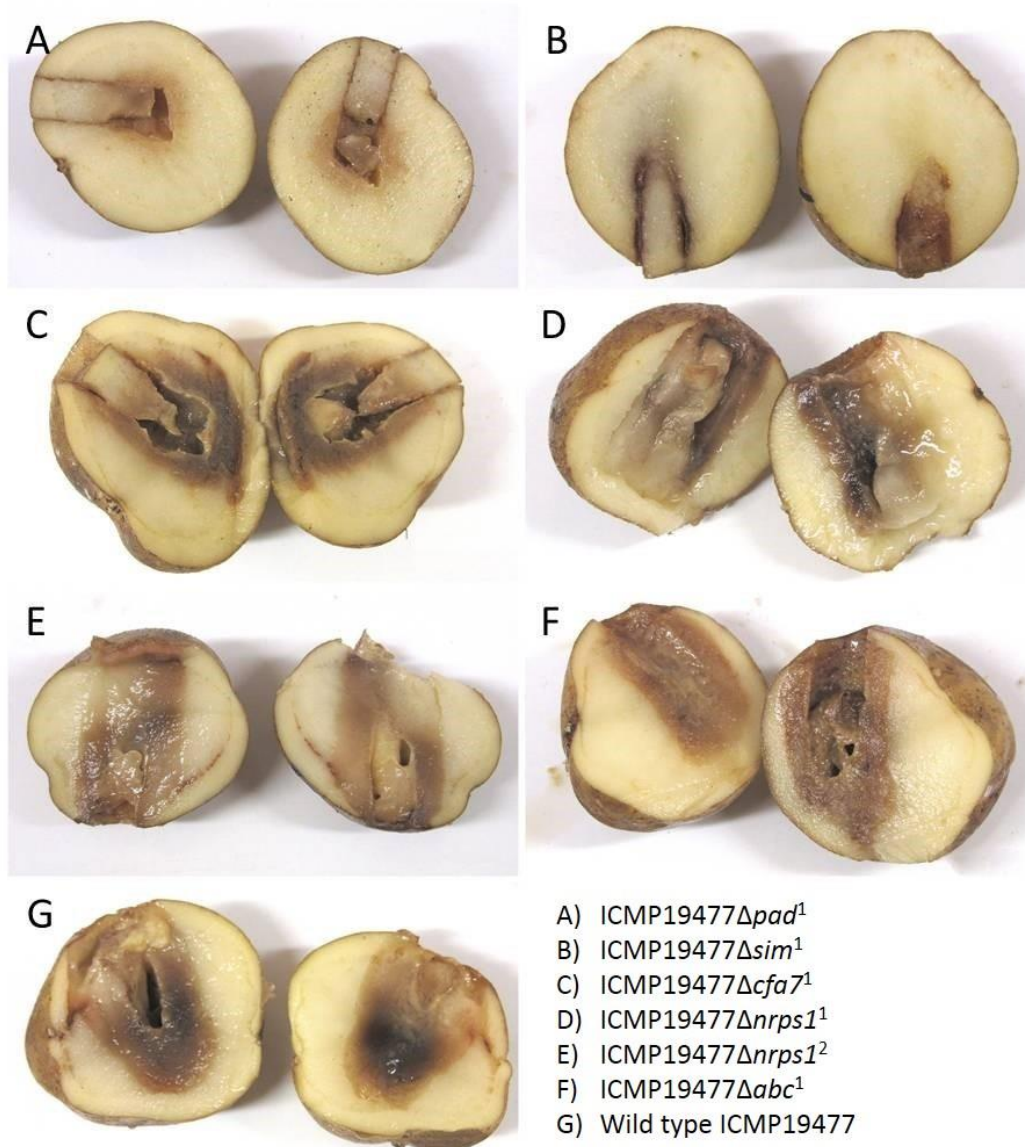 A
B
C
D
E
F
G
A) ICMP19477Δpad¹
B) ICMP19477Δsim¹
C) ICMP19477Δcfa7¹
D) ICMP19477Δnrps1¹
E) ICMP19477Δnrps1²
F) ICMP19477Δabc¹
G) Wild type ICMP19477